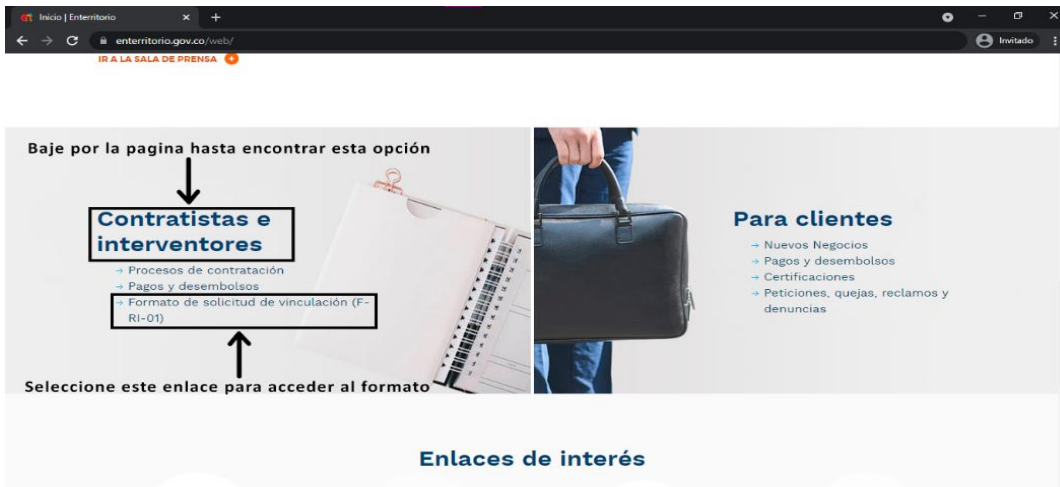 Inicio | Enterritorio
enterritorio.gov.co/web/
Invitado
IR A LA SALA DE PRENSA
Baje por la pagina hasta encontrar esta opción
Contratistas e
interventores
→ Procesos de contratación
→ Pagos y desembolsos
→ Formato de solicitud de vinculación (F-
RI-01)
Seleccione este enlace para acceder al formato
Para clientes
→ Nuevos Negocios
→ Pagos y desembolsos
→ Certificaciones
→ Peticiones, quejas, reclamos y
denuncias
Enlaces de interés